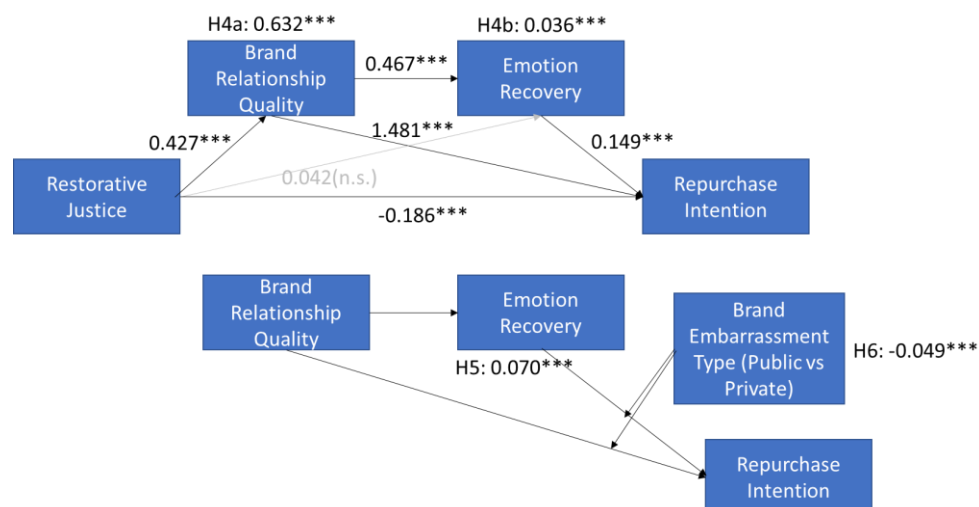 H4a: 0.632***
H4b: 0.036***
Brand
Relationship
Quality
0.467***
Emotion
Recovery
0.427***
1.481***
0.149***
0.042(n.s.)
Restorative
Justice
-0.186***
Repurchase
Intention
Brand
Relationship
Quality
Emotion
Recovery
Brand
Embarrassment
Type (Public vs
Private)
H5: 0.070***
H6: -0.049***
Repurchase
Intention